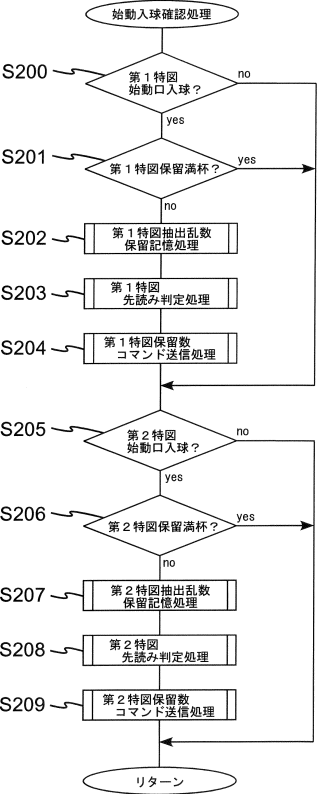 始動入球確認処理
S200
第1特図
始動口入球？
no
yes
S201
第1特図保留満杯？
yes
no
S202
第1特図抽出乱数
保留記憶処理
S203
第1特図
先読み判定処理
S204
第1特図保留数
コマンド送信処理
S205
第2特図
始動口入球？
no
yes
S206
第2特図保留満杯？
yes
no
S207
第2特図抽出乱数
保留記憶処理
S208
第2特図
先読み判定処理
S209
第2特図保留数
コマンド送信処理
リターン